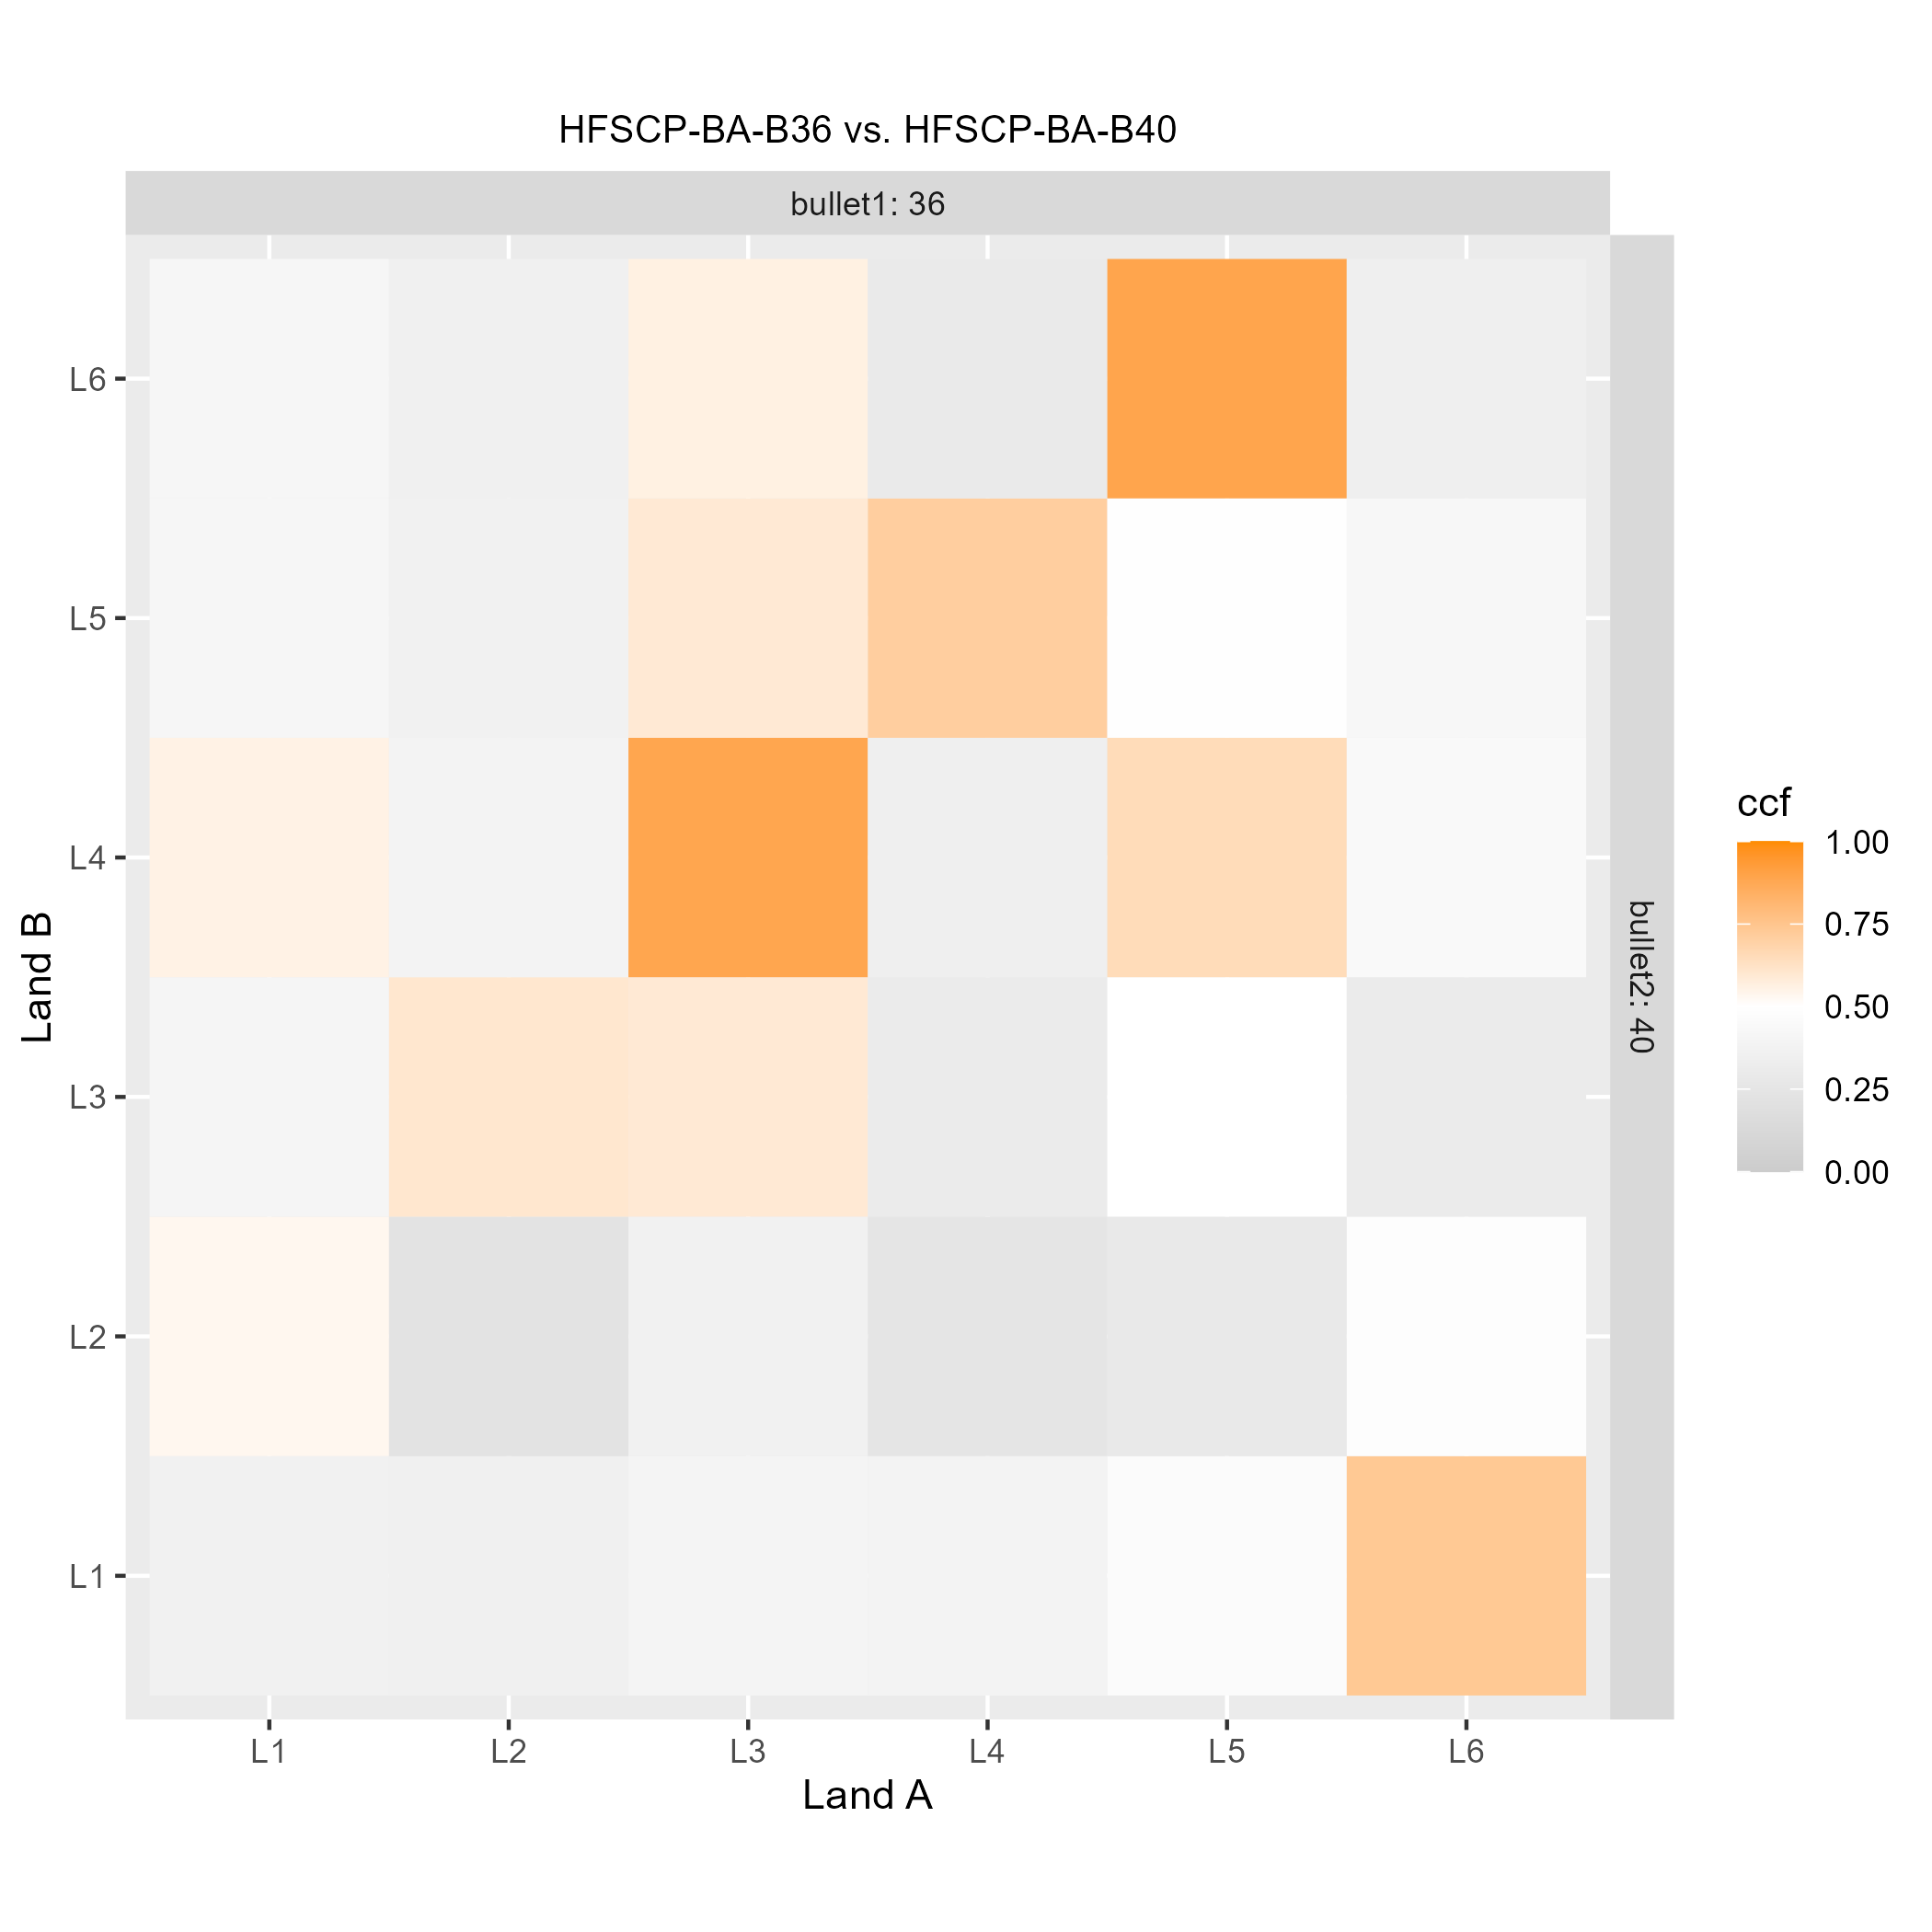 HFSCP-BA-B36 vs. HFSCP-BA-B40
bullet1: 36
L6
L5
L4
L3
L2
L1
Land B
bullet2: 40
L1 L2 L3 L4 L5 L6
Land A
ccf
1.00
0.75
0.50
0.25
0.00